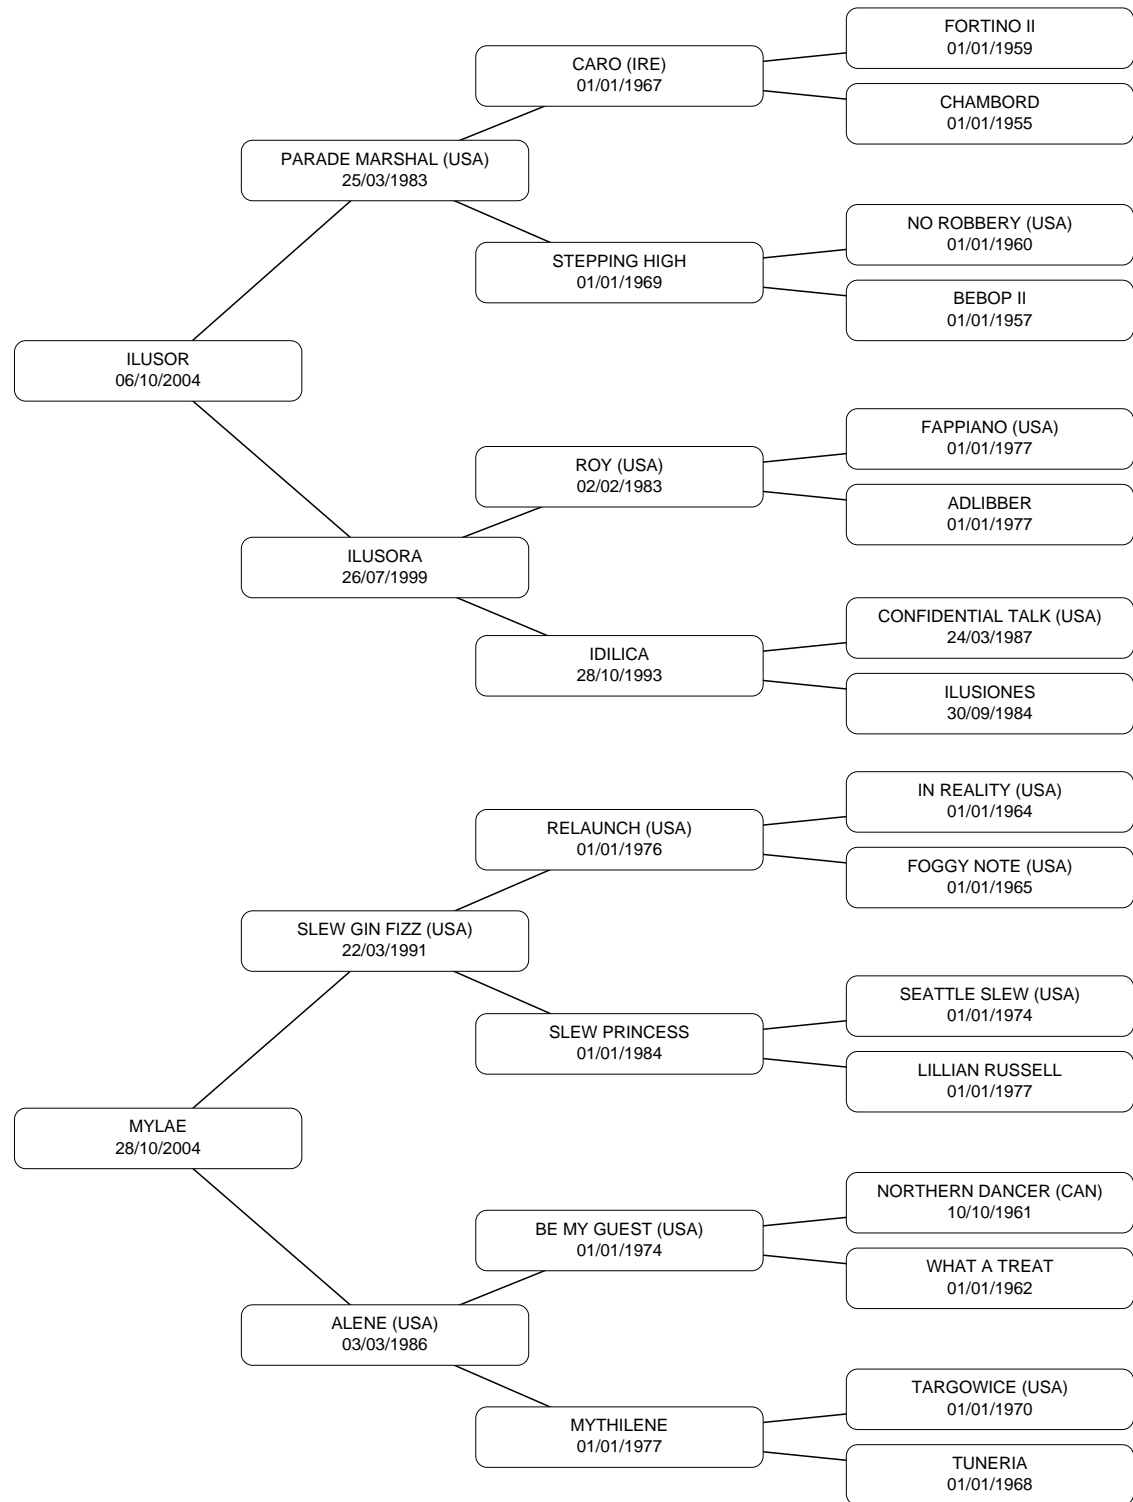 FORTINO II
01/01/1959
CARO (IRE)
01/01/1967
CHAMBORD
01/01/1955
PARADE MARSHAL (USA)
25/03/1983
NO ROBBERY (USA)
01/01/1960
STEPPING HIGH
01/01/1969
BEBOP II
01/01/1957
ILUSOR
06/10/2004
FAPPIANO (USA)
01/01/1977
ROY (USA)
02/02/1983
ADLIBBER
01/01/1977
ILUSORA
26/07/1999
CONFIDENTIAL TALK (USA)
24/03/1987
IDILICA
28/10/1993
ILUSIONES
30/09/1984
IN REALITY (USA)
01/01/1964
RELAUNCH (USA)
01/01/1976
FOGGY NOTE (USA)
01/01/1965
SLEW GIN FIZZ (USA)
22/03/1991
SEATTLE SLEW (USA)
01/01/1974
SLEW PRINCESS
01/01/1984
LILLIAN RUSSELL
01/01/1977
MYLAE
28/10/2004
NORTHERN DANCER (CAN)
10/10/1961
BE MY GUEST (USA)
01/01/1974
WHAT A TREAT
01/01/1962
ALENE (USA)
03/03/1986
TARGOWICE (USA)
01/01/1970
MYTHILENE
01/01/1977
TUNERIA
01/01/1968